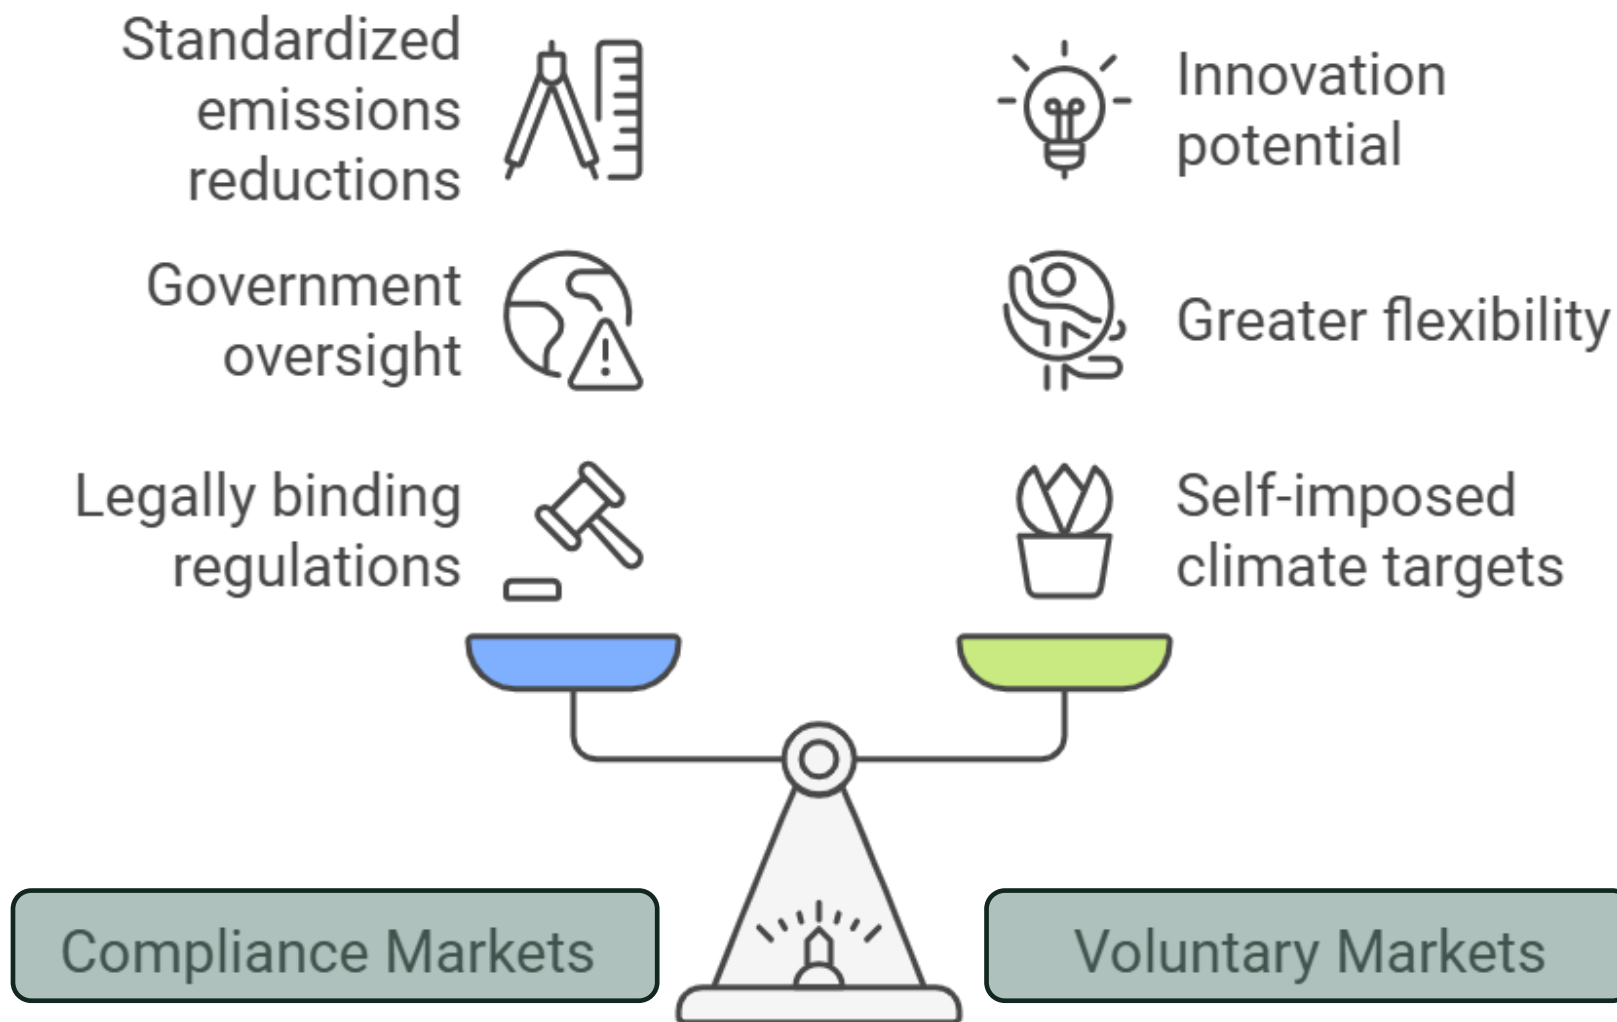 Standardized
emissions
reductions
Innovation
potential
Government
oversight
Greater flexibility
Legally binding
regulations
Self-imposed
climate targets
Compliance Markets
Voluntary Markets